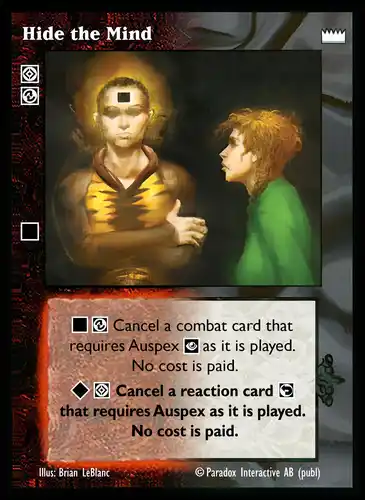 Hide the Mind
Cancel a combat card that
requires Auspex as it is played.
No cost is paid.
Cancel a reaction card
that requires Auspex as it is played.
No cost is paid.
Illus: Brian LeBlanc © Paradox Interactive AB (publ)